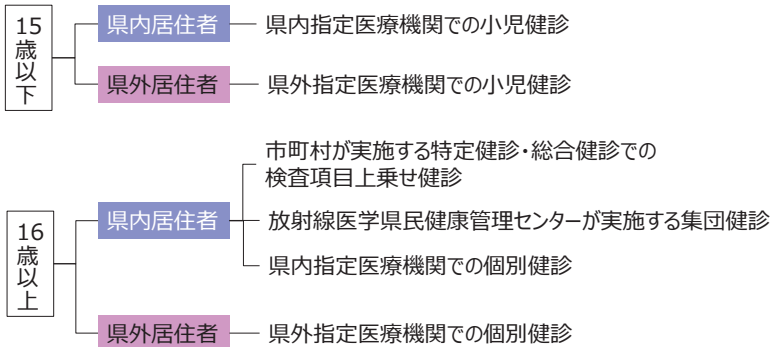 15歳以下
県内居住者
県内指定医療機関での小児健診
県外居住者
県外指定医療機関での小児健診
16歳以上
県内居住者
市町村が実施する特定健診・総合健診での
検査項目上乗せ健診
放射線医学県民健康管理センターが実施する集団健診
県内指定医療機関での個別健診
県外居住者
県外指定医療機関での個別健診